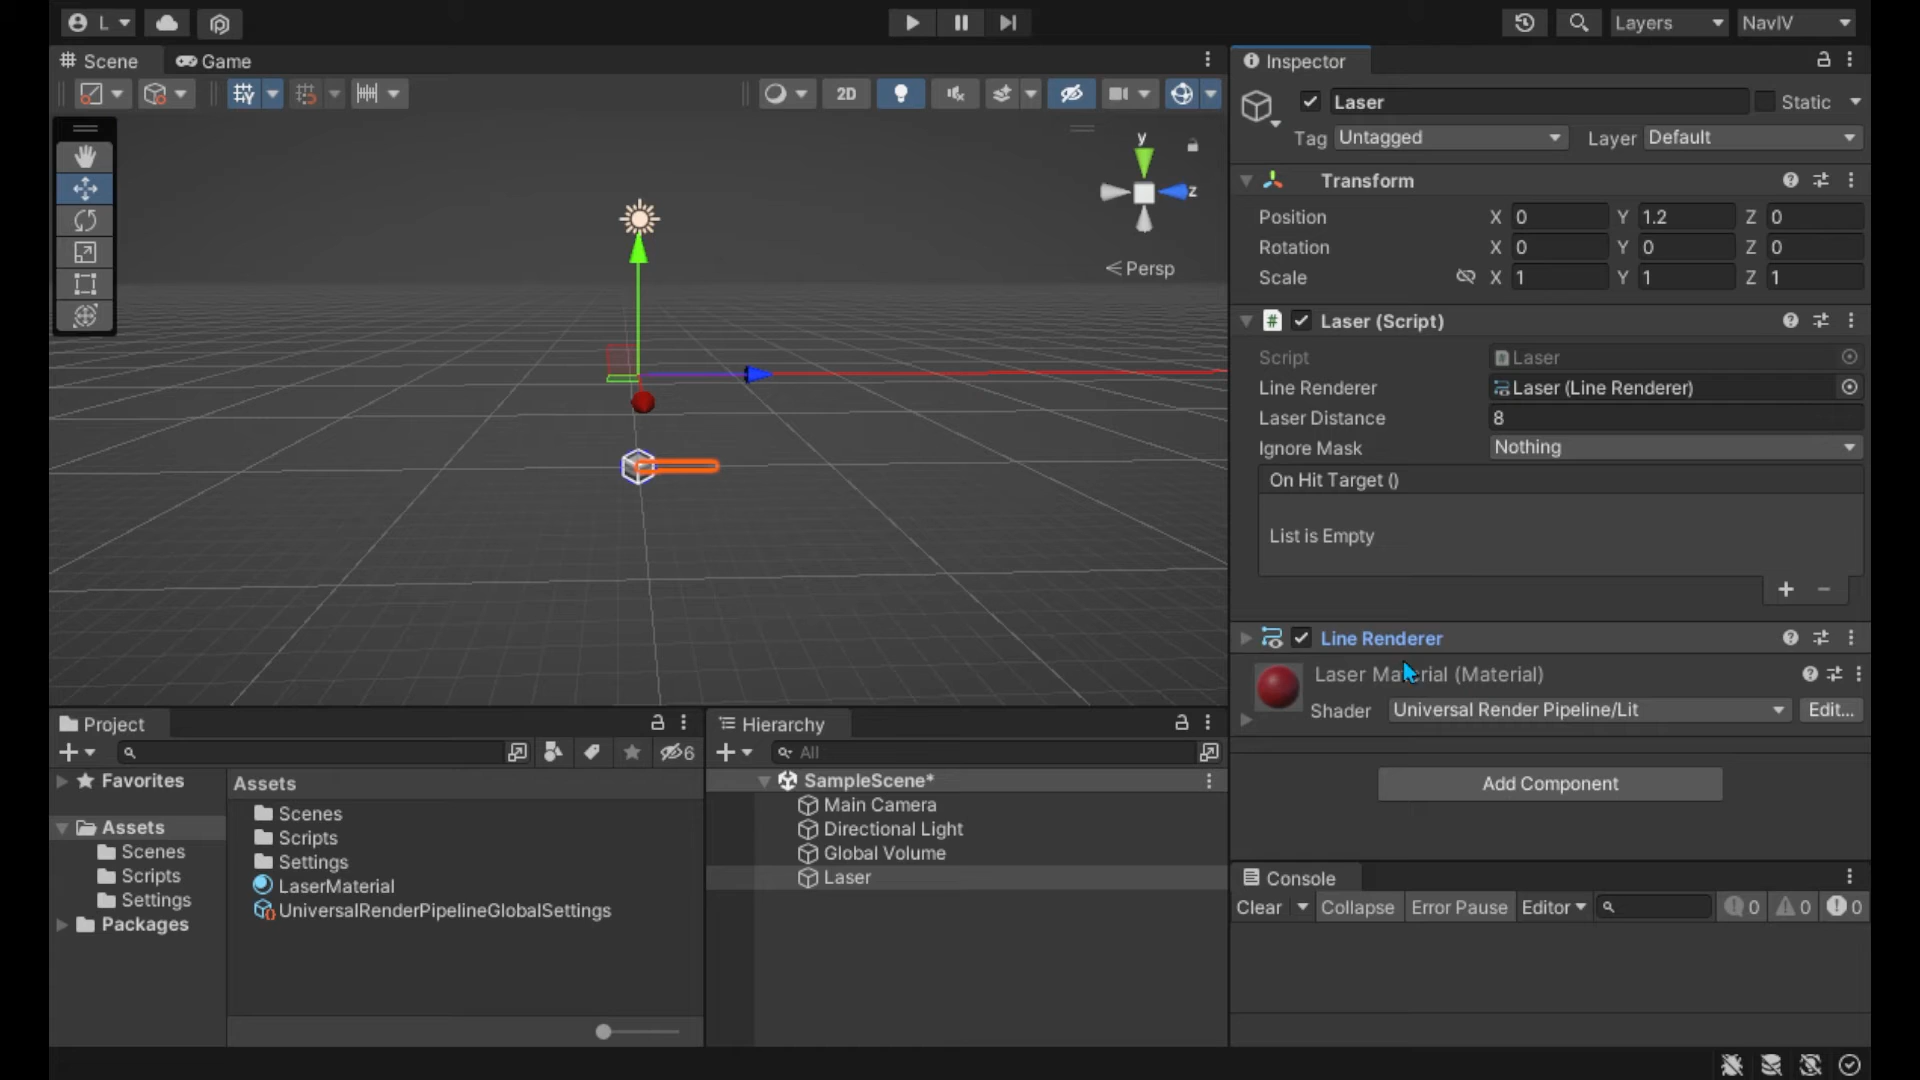 L
Layers
NavIV
Scene
Game
2D
y
z
Persp
Inspector
Laser
Static
Tag Untagged
Layer Default
Transform
Position X 0 Y 1.2 Z 0
Rotation X 0 Y 0 Z 0
Scale X 1 Y 1 Z 1
# Laser (Script)
Script Laser
Line Renderer Laser (Line Renderer)
Laser Distance 8
Ignore Mask Nothing
On Hit Target ()
List is Empty
+ −
Line Renderer
Laser Material (Material)
Shader Universal Render Pipeline/Lit Edit...
Add Component
Project
6
Favorites
Assets
Scenes
Scripts
Settings
Packages
Assets
Scenes
Scripts
Settings
LaserMaterial
UniversalRenderPipelineGlobalSettings
Hierarchy
All
SampleScene*
Main Camera
Directional Light
Global Volume
Laser
Console
Clear Collapse Error Pause Editor 0 0 0